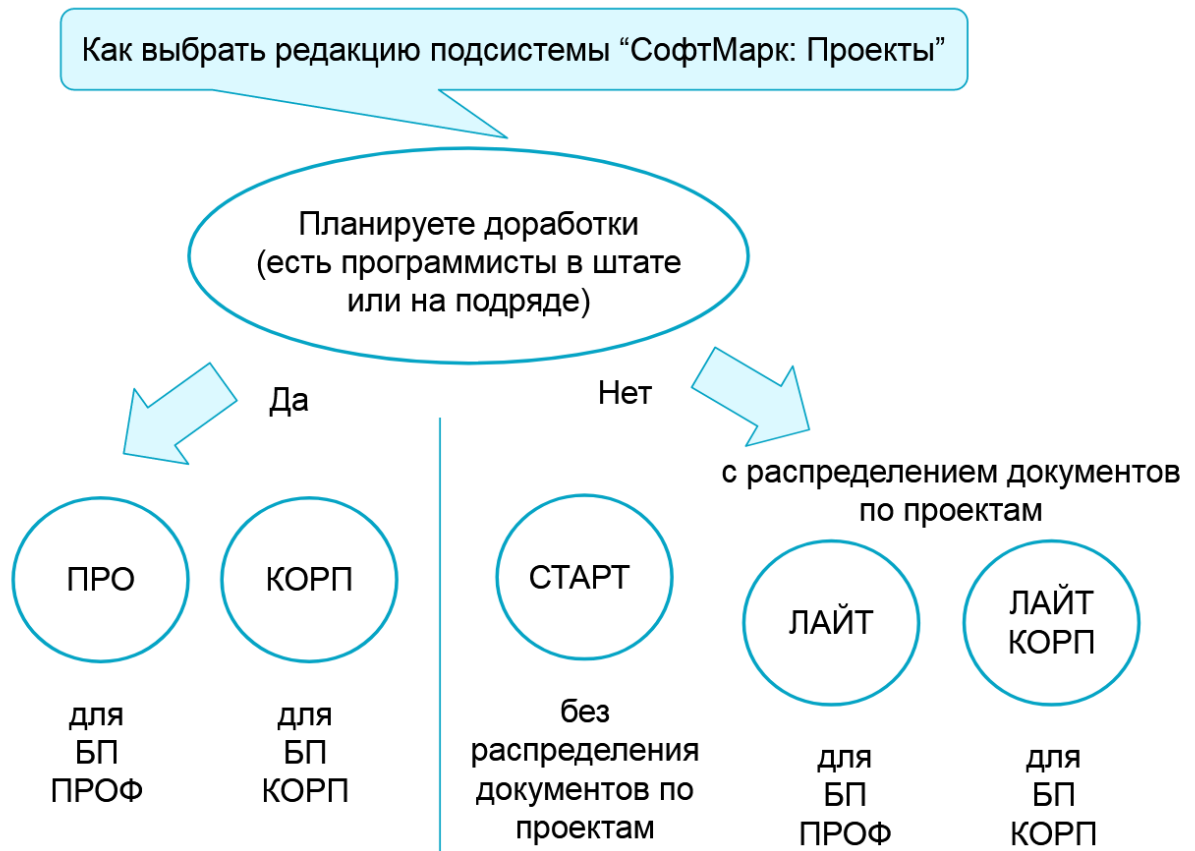 Как выбрать редакцию подсистемы “СофтМарк: Проекты”
Планируете доработки
(есть программисты в штате
или на подряде)
Да
Нет
с распределением документов
по проектам
ПРО
КОРП
СТАРТ
ЛАЙТ
ЛАЙТ
КОРП
для
БП
ПРОФ
для
БП
КОРП
без
распределения
документов по
проектам
для
БП
ПРОФ
для
БП
КОРП